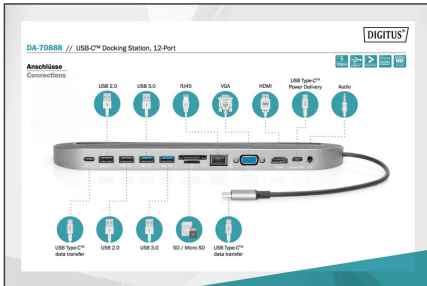 DIGITUS®
DA-70888 // USB-C™ Docking Station, 12-Port
Anschlüsse
Connections
USB 2.0
USB 3.0
RJ45
VGA
HDMI
USB Type-C™
Power Delivery
Audio
USB Type-C™
data transfer
USB 2.0
USB 3.0
SD / Micro SD
USB Type-C™
data transfer